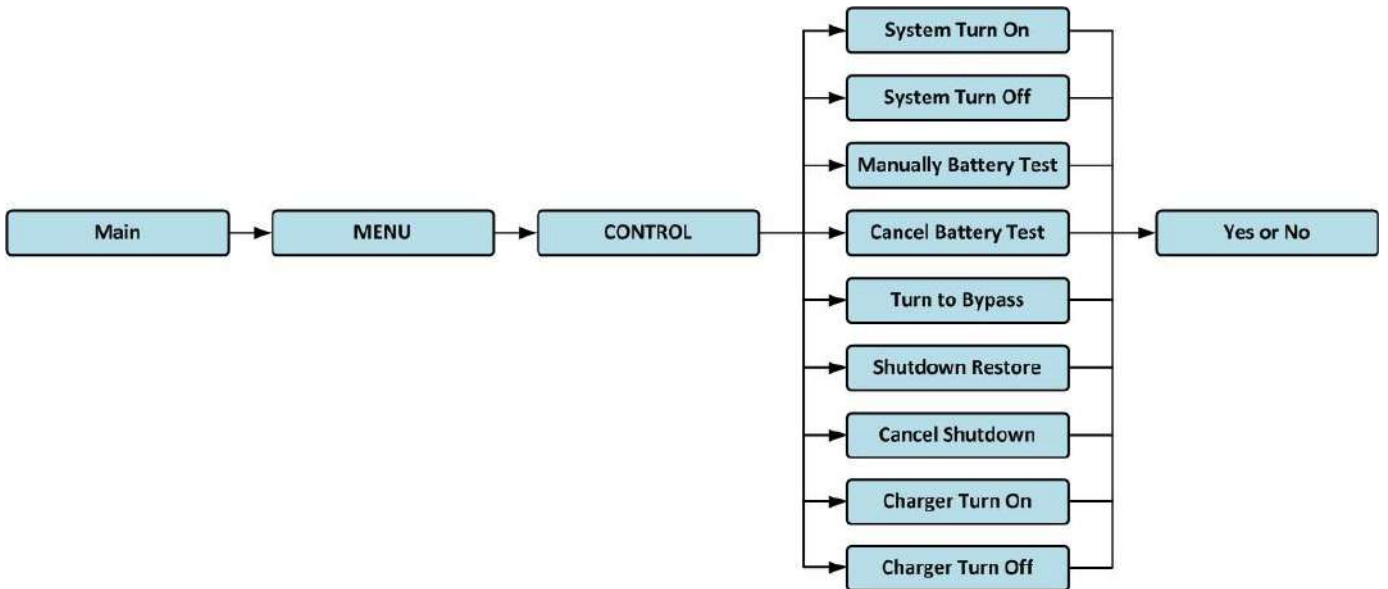 System Turn On
System Turn Off
Manually Battery Test
Main
MENU
CONTROL
Cancel Battery Test
Yes or No
Turn to Bypass
Shutdown Restore
Cancel Shutdown
Charger Turn On
Charger Turn Off